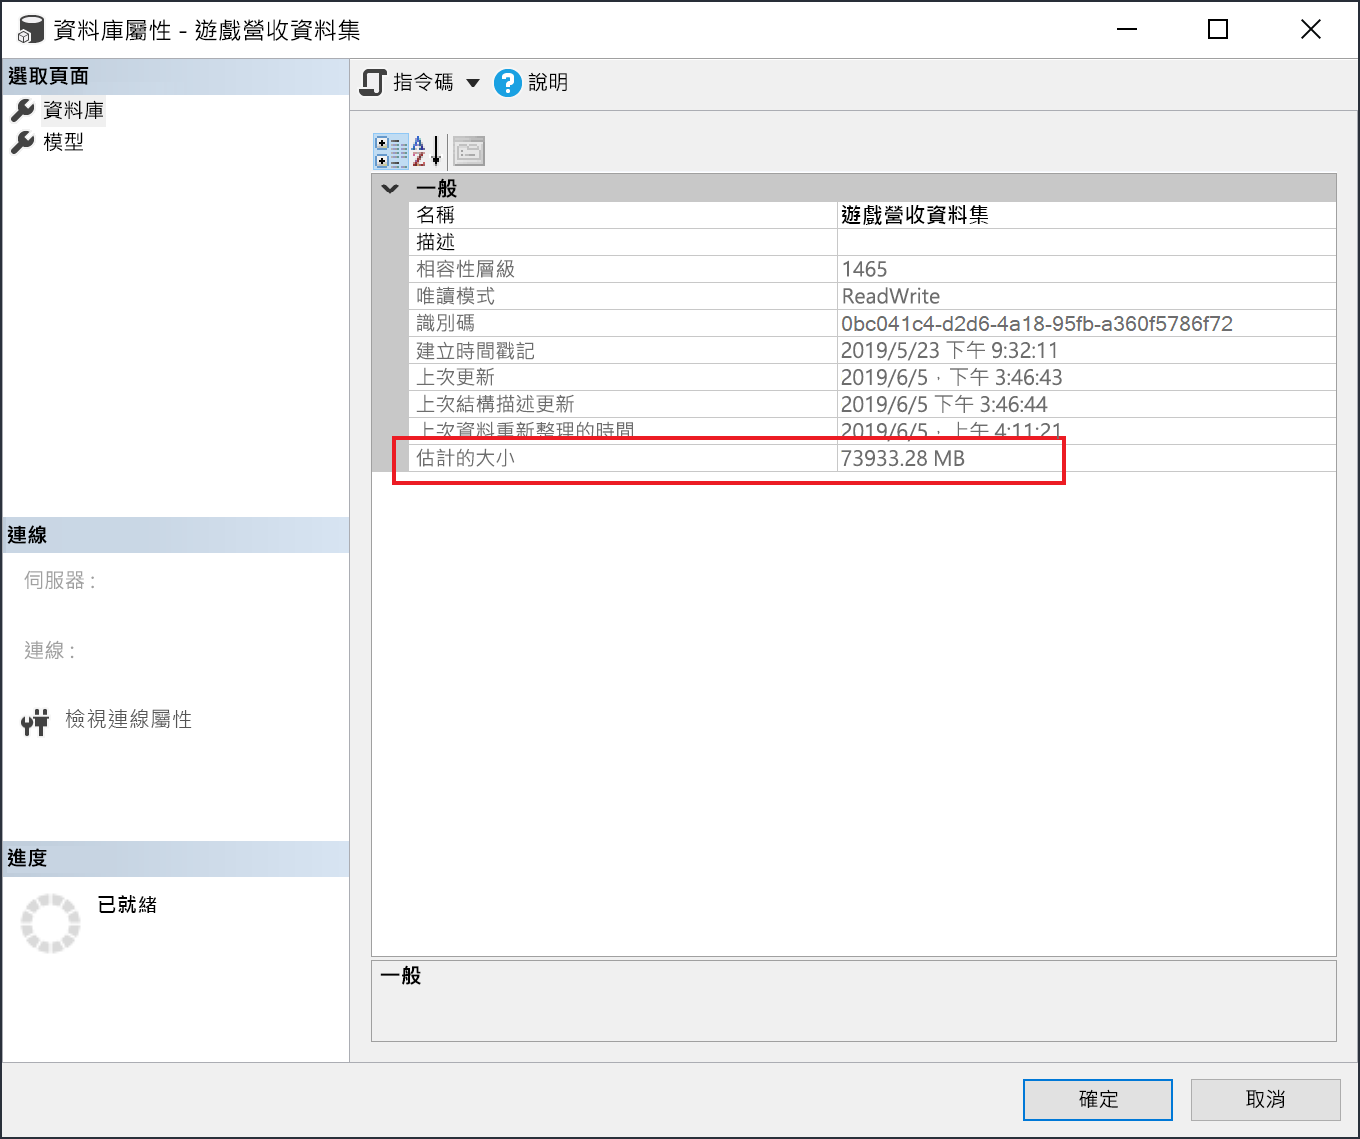 資料庫屬性 - 遊戲營收資料集
選取頁面
資料庫
模型
指令碼
說明
一般
名稱 遊戲營收資料集
描述
相容性層級 1465
唯讀模式 ReadWrite
識別碼 0bc041c4-d2d6-4a18-95fb-a360f5786f72
建立時間戳記 2019/5/23 下午 9:32:11
上次更新 2019/6/5，下午 3:46:43
上次結構描述更新 2019/6/5 下午 3:46:44
上次資料重新整理的時間 2019/6/5，上午 4:11:21
估計的大小 73933.28 MB
連線
伺服器：
連線：
檢視連線屬性
進度
已就緒
一般
確定
取消